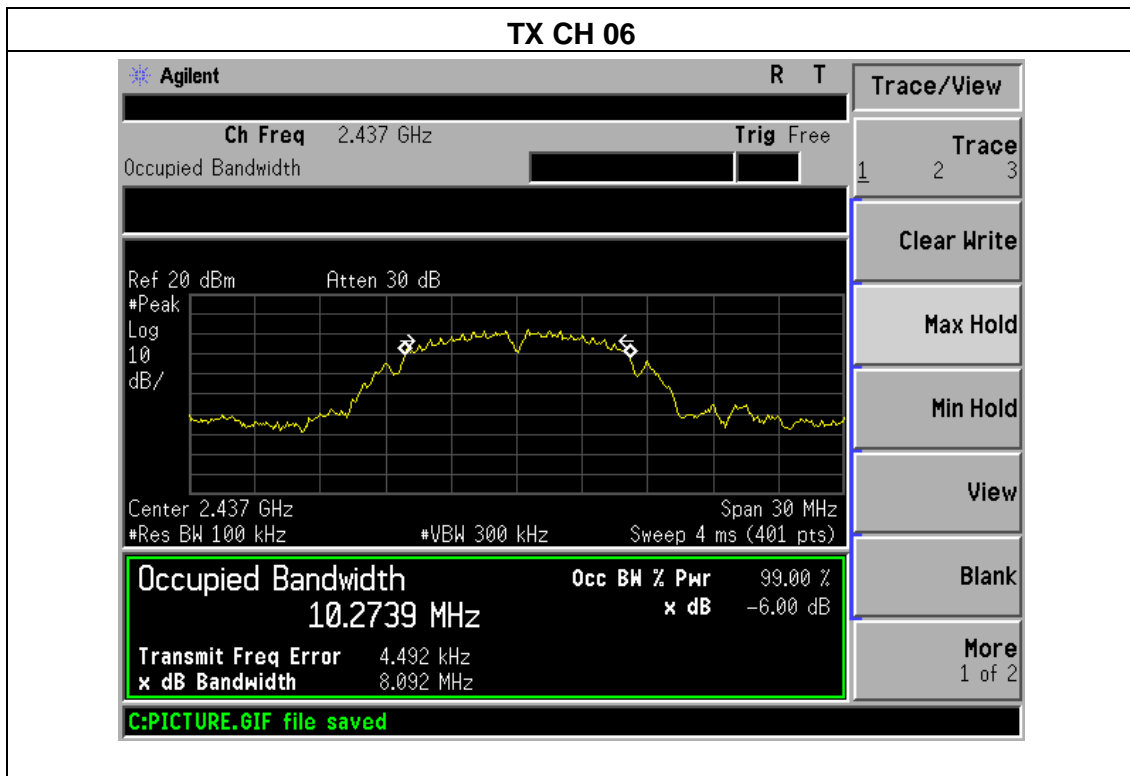 TX CH 06
Agilent R T
Trace/View
Ch Freq 2.437 GHz Trig Free
Occupied Bandwidth
Trace
1 2 3
Clear Write
Ref 20 dBm Atten 30 dB
#Peak
Log
10
dB/
Max Hold
Min Hold
View
Center 2.437 GHz Span 30 MHz
#Res BW 100 kHz #VBW 300 kHz Sweep 4 ms (401 pts)
Occupied Bandwidth Occ BW % Pwr 99.00 %
10.2739 MHz x dB -6.00 dB
Blank
Transmit Freq Error 4.492 kHz
x dB Bandwidth 8.092 MHz
More
1 of 2
C:PICTURE.GIF file saved